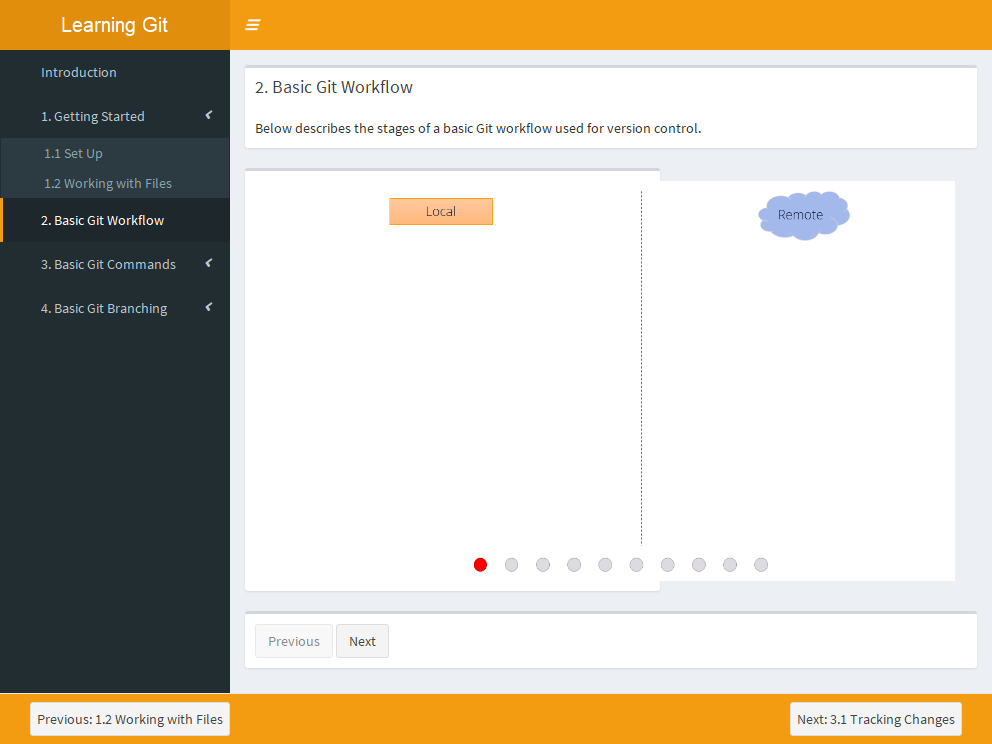 Learning Git
Introduction
1. Getting Started
1.1 Set Up
1.2 Working with Files
2. Basic Git Workflow
3. Basic Git Commands
4. Basic Git Branching
2. Basic Git Workflow
Below describes the stages of a basic Git workflow used for version control.
Local
Remote
Previous
Next
Previous: 1.2 Working with Files
Next: 3.1 Tracking Changes